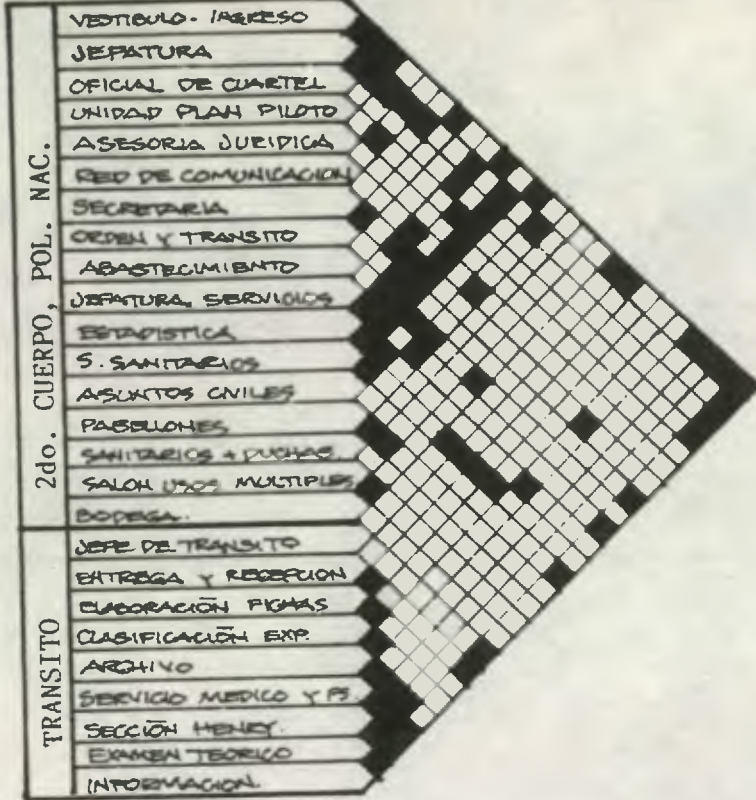 2do. CUERPO, POL. NAC.
VESTIBULO - INGRESO
JEFATURA
OFICIAL DE CUARTEL
UNIDAD PLAN PILOTO
ASESORIA JURIDICA
RED DE COMUNICACION
SECRETARIA
ORDEN Y TRANSITO
ABASTECIMIENTO
JEFATURA SERVICIOS
ESTADISTICA
S. SANITARIOS
ASUNTOS CIVILES
PABELLONES
SANITARIOS + DUCHAS.
SALON USOS MULTIPLES
BODEGA.
TRANSITO
JEFE DE TRANSITO
ENTREGA Y RECEPCION
ELABORACIÓN FICHAS
CLASIFICACIÓN EXP.
ARCHIVO
SERVICIO MEDICO Y PS.
SECCIÓN HENRY.
EXAMEN TEORICO
INFORMACION.